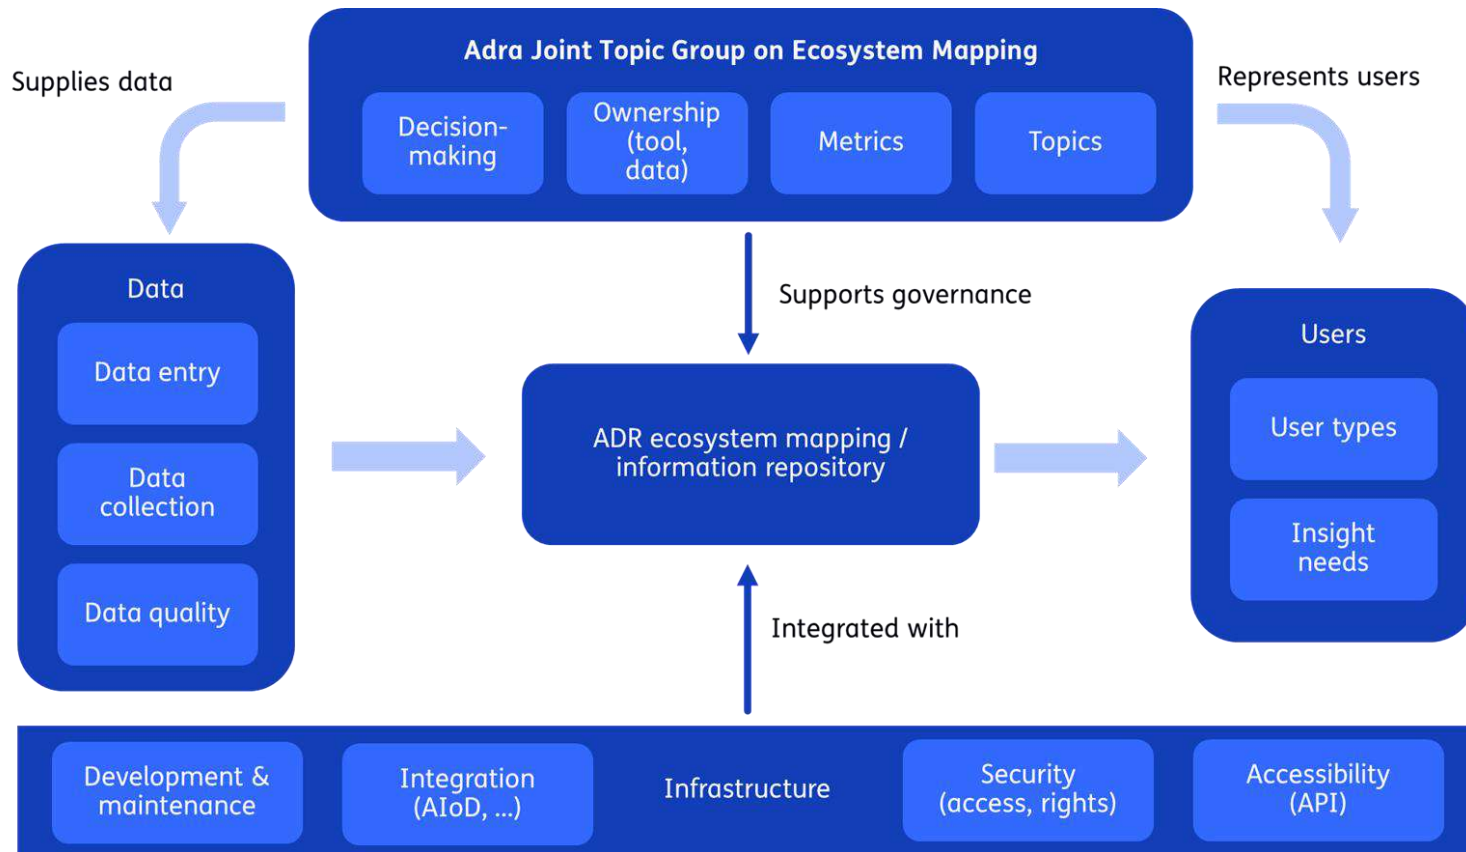 Adra Joint Topic Group on Ecosystem Mapping
Supplies data
Represents users
Decision-
making
Ownership
(tool,
data)
Metrics
Topics
Data
Data entry
Data
collection
Data quality
Supports governance
ADR ecosystem mapping /
information repository
Integrated with
Users
User types
Insight
needs
Development &
maintenance
Integration
(AIoD, ...)
Infrastructure
Security
(access, rights)
Accessibility
(API)